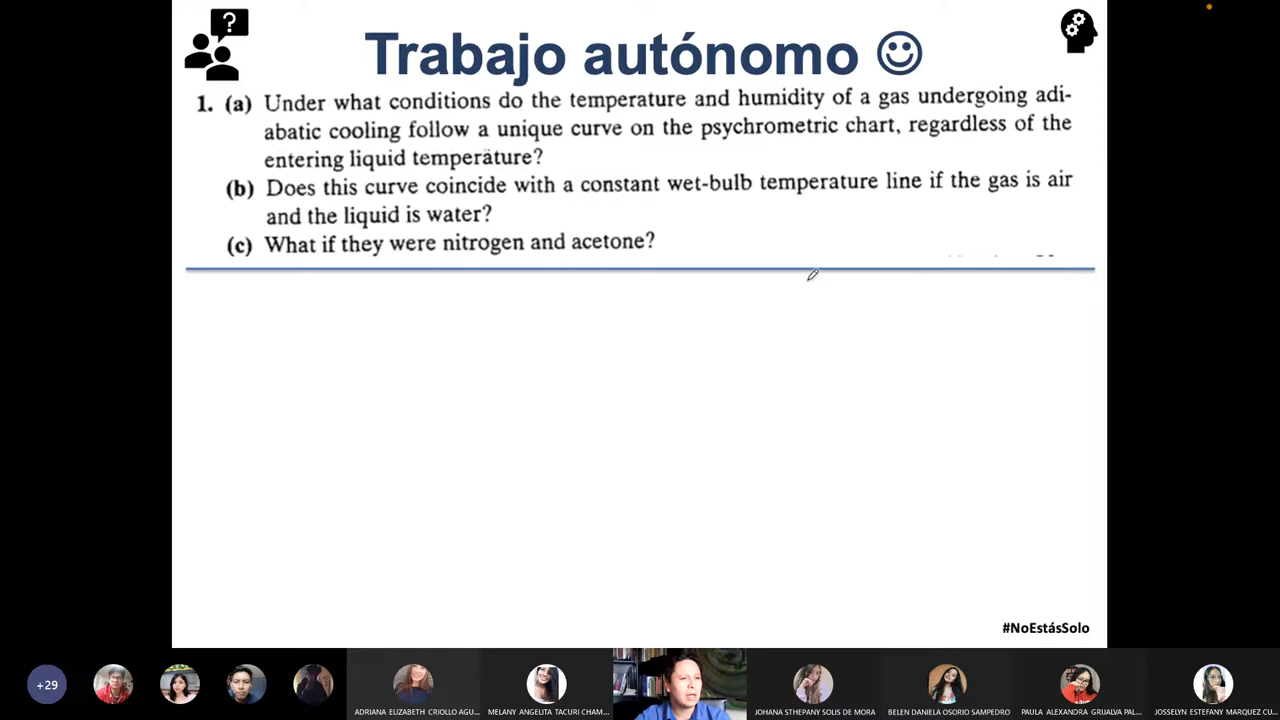 ?
Trabajo autónomo
1. (a) Under what conditions do the temperature and humidity of a gas undergoing adi-
abatic cooling follow a unique curve on the psychrometric chart, regardless of the
entering liquid temperature?
(b) Does this curve coincide with a constant wet-bulb temperature line if the gas is air
and the liquid is water?
(c) What if they were nitrogen and acetone?
#NoEstásSolo
+29
ADRIANA ELIZABETH CRIOLLO AGU...
MELANY ANGELITA TACURI CHAM...
JOHANA STHEPANY SOLIS DE MORA
BELEN DANIELA OSORIO SAMPEDRO
PAULA ALEXANDRA GRIJALVA PAL...
JOSSELYN ESTEFANY MARQUEZ CU...